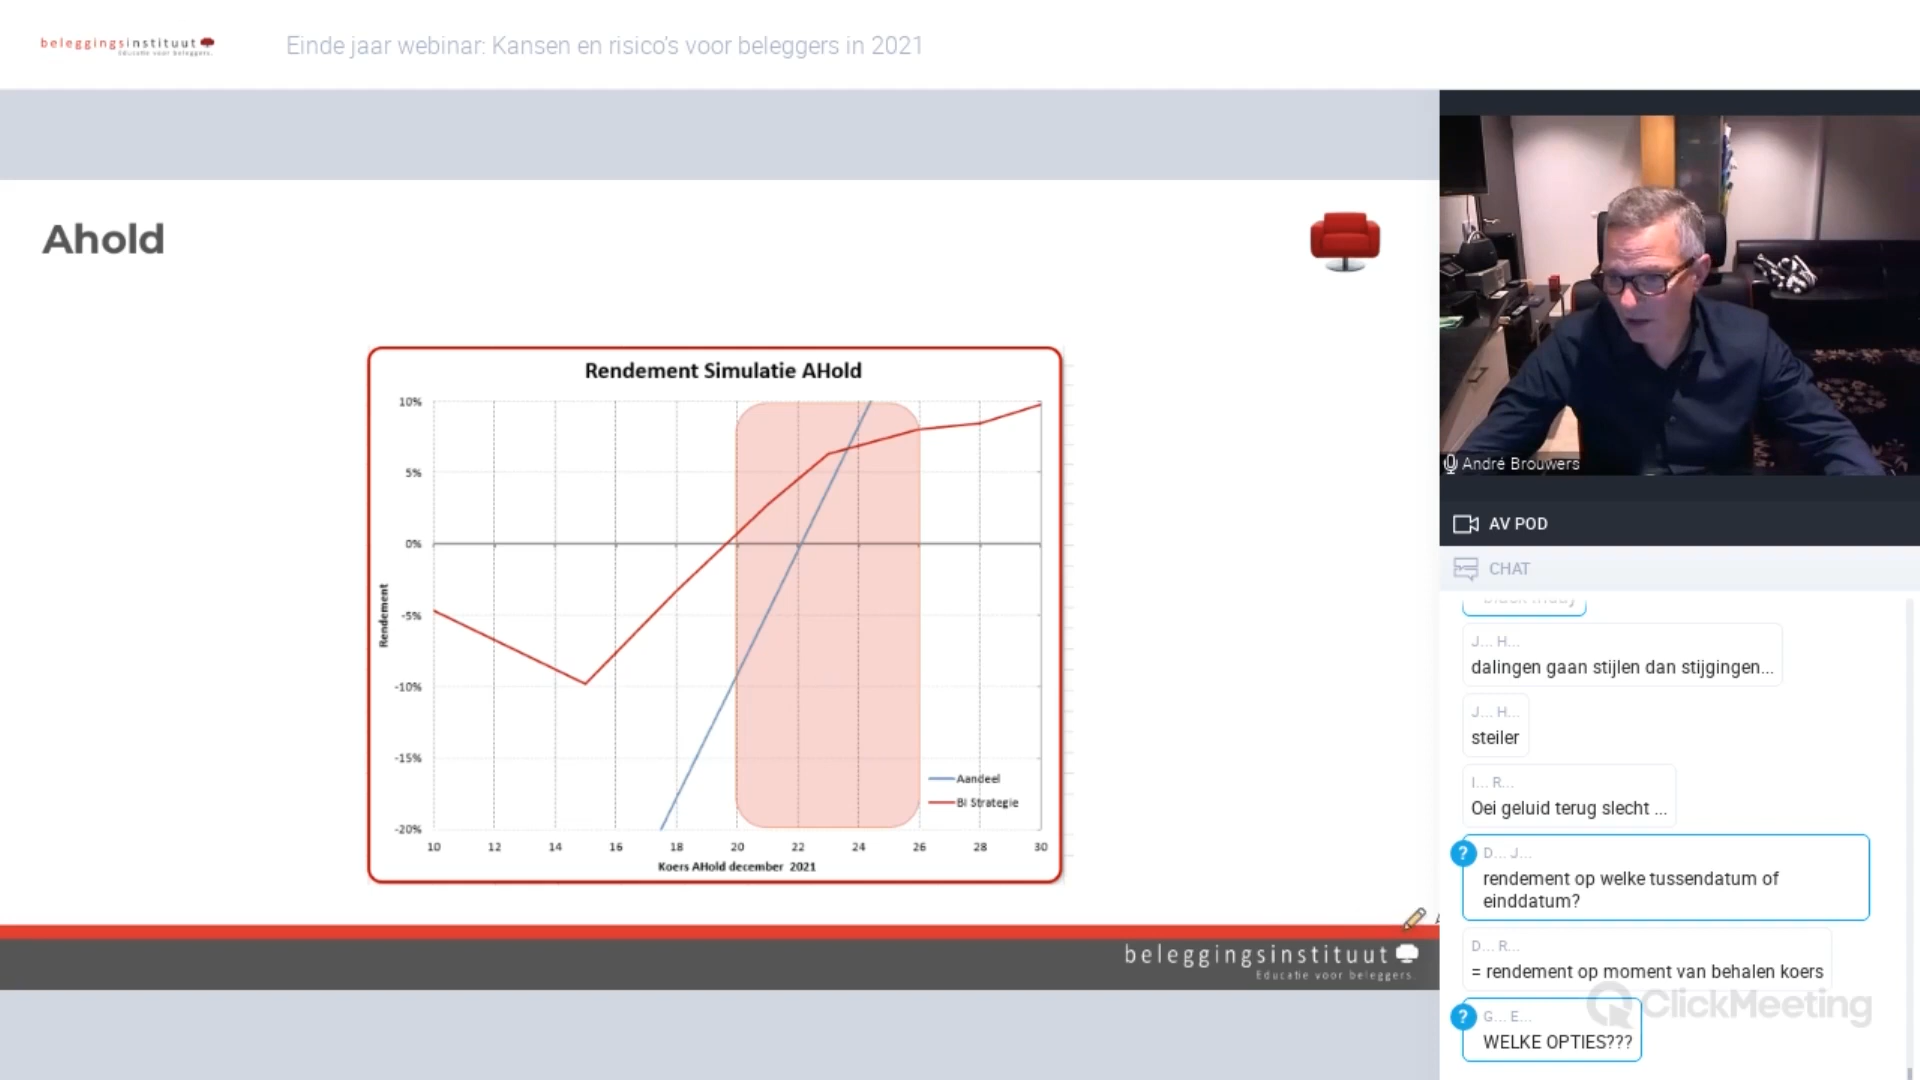 beleggingsinstituut
Educatie voor beleggers.
Einde jaar webinar: Kansen en risico's voor beleggers in 2021
Ahold
Rendement Simulatie AHold
10%
5%
0%
-5%
-10%
-15%
-20%
Rendement
10 12 14 16 18 20 22 24 26 28 30
Koers AHold december 2021
Aandeel
BI Strategie
beleggingsinstituut
Educatie voor beleggers.
André Brouwers
AV POD
CHAT
J... H...
dalingen gaan stijlen dan stijgingen...
J... H...
steiler
I... R...
Oei geluid terug slecht ...
? D... J...
rendement op welke tussendatum of
einddatum?
D... R...
= rendement op moment van behalen koers
ClickMeeting
? G... E...
WELKE OPTIES???